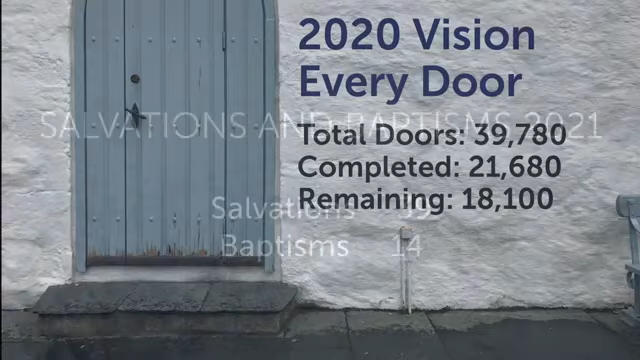 2020 Vision
Every Door
SALVATIONS AND BAPTISMS 2021
Total Doors: 39,780
Completed: 21,680
Remaining: 18,100
Salvations
Baptisms 14